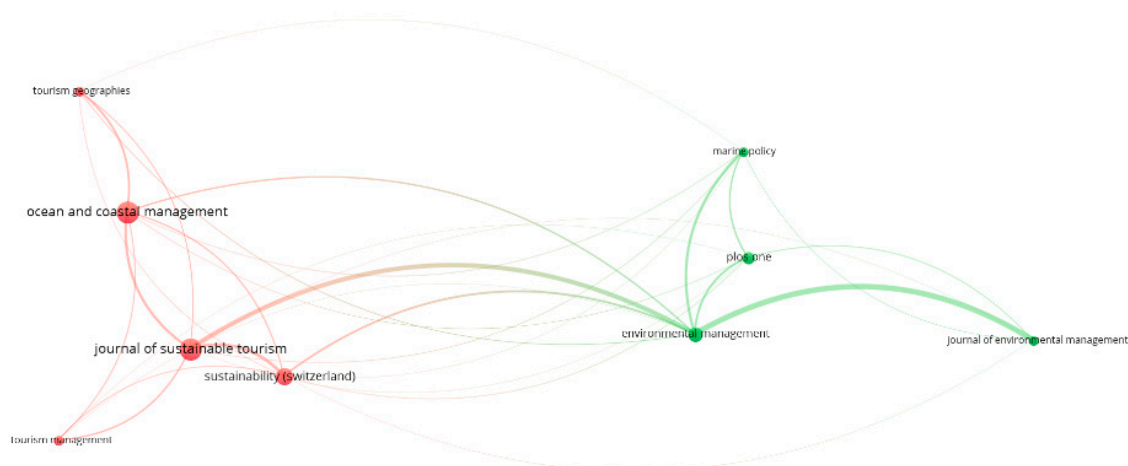 tourism geographies
marine policy
ocean and coastal management
plos one
environmental management
journal of environmental management
journal of sustainable tourism
sustainability (switzerland)
tourism management